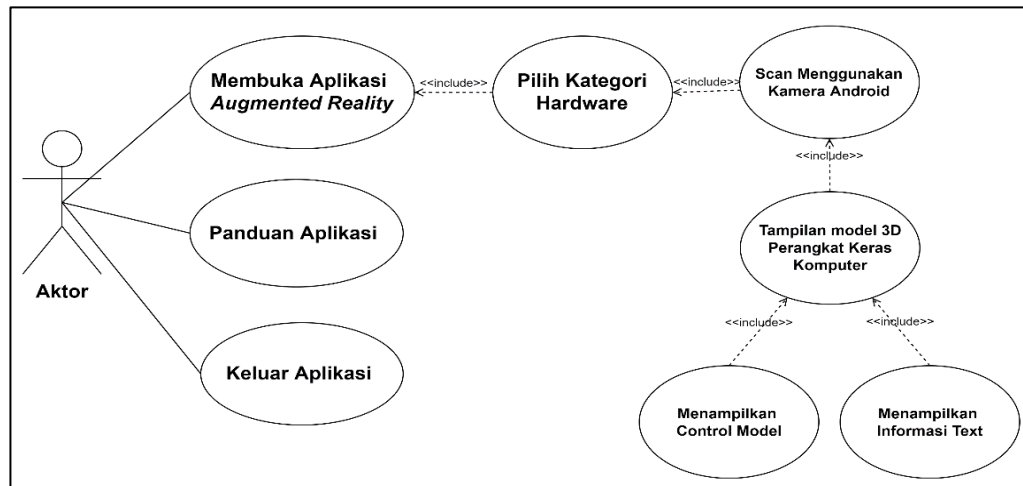 Membuka Aplikasi
Augmented Reality
<<include>>
Pilih Kategori
Hardware
<<include>>
Scan Menggunakan
Kamera Android
<<include>>
Panduan Aplikasi
Tampilan model 3D
Perangkat Keras
Komputer
Aktor
<<include>>
<<include>>
Keluar Aplikasi
Menampilkan
Control Model
Menampilkan
Informasi Text